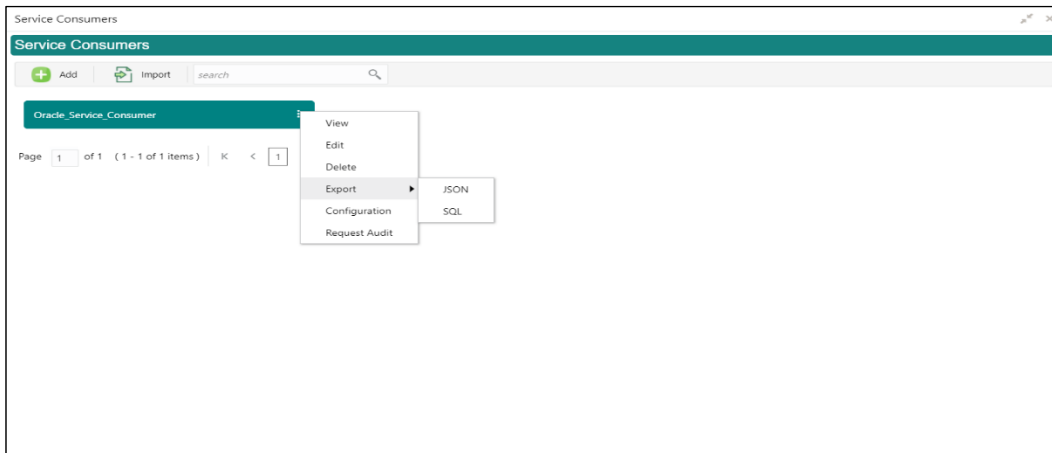 Service Consumers
Service Consumers
Add Import search
Oracle_Service_Consumer
View
Edit
Page 1 of 1 (1 - 1 of 1 items) K < 1
Delete
Export JSON
Configuration SQL
Request Audit